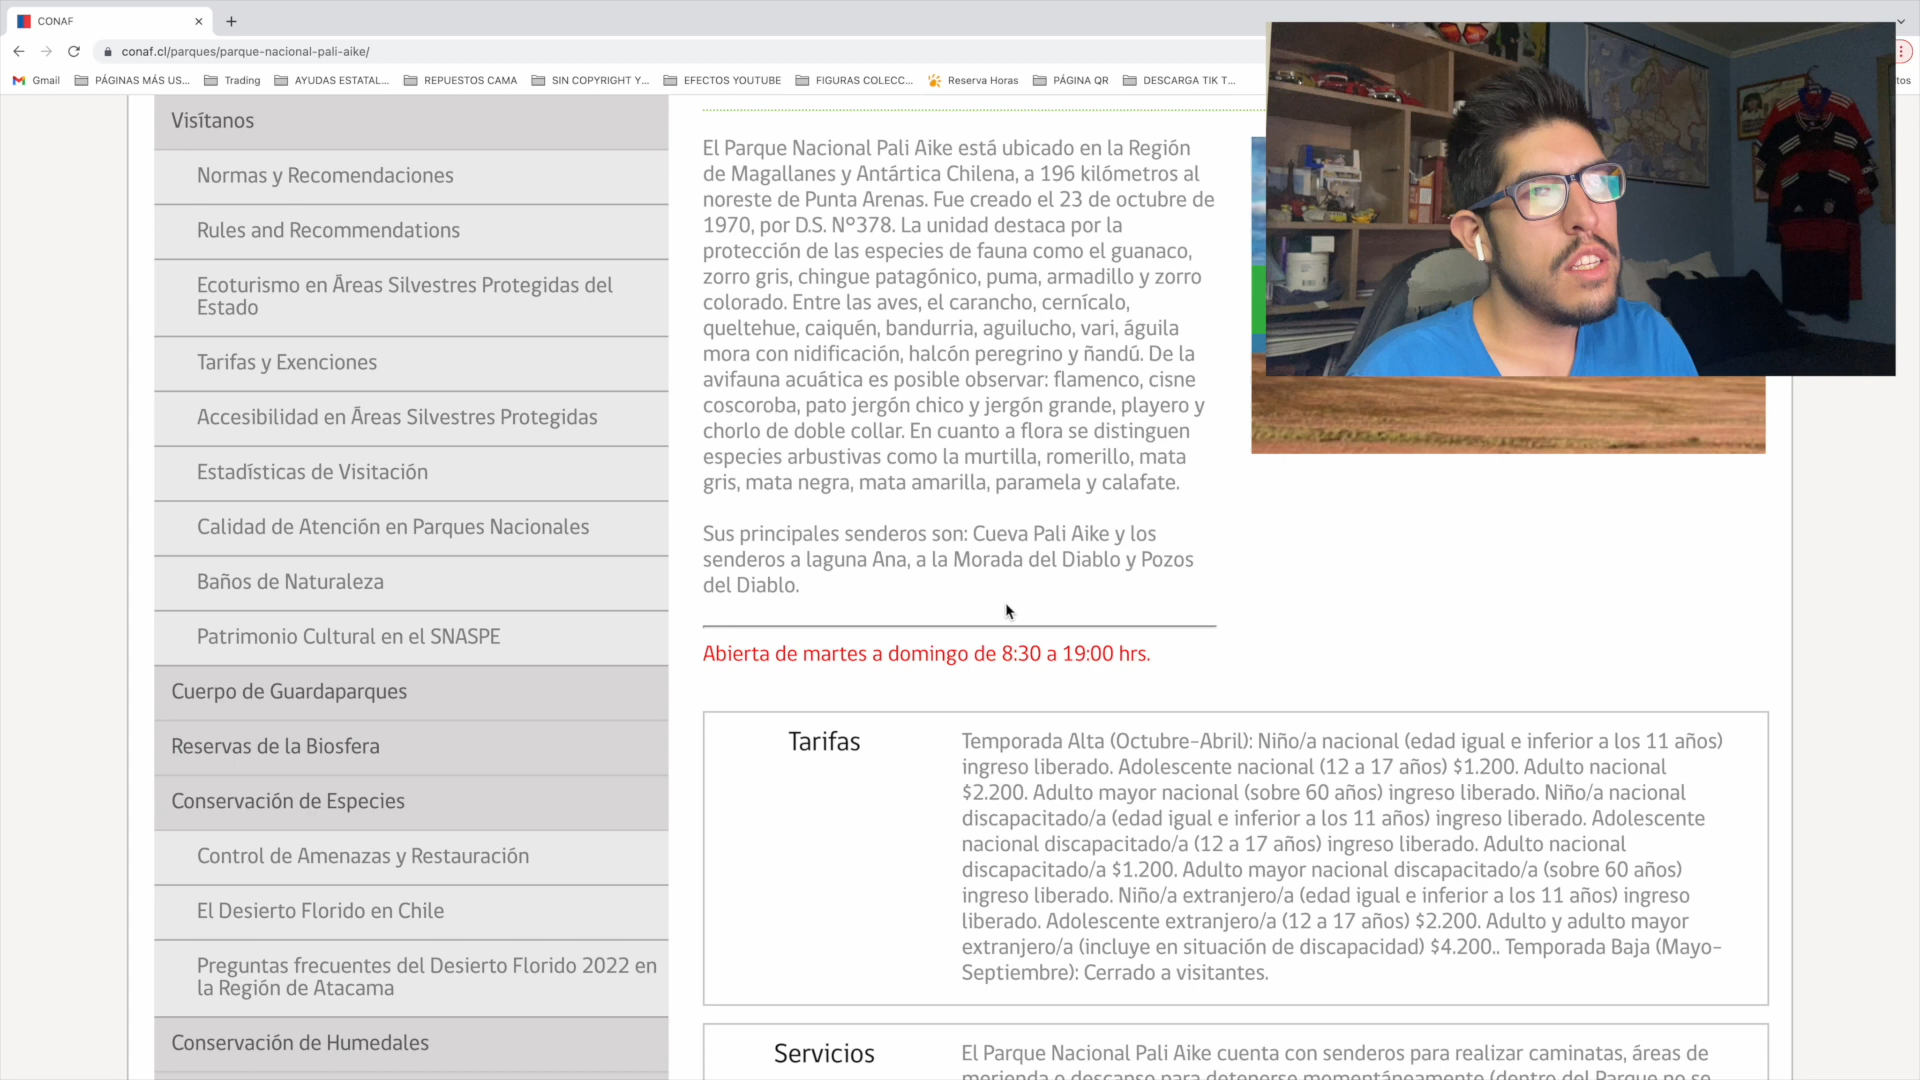 CONAF
conaf.cl/parques/parque-nacional-pali-aike/
Gmail PÁGINAS MÁS US... Trading AYUDAS ESTATAL... REPUESTOS CAMA SIN COPYRIGHT Y... EFECTOS YOUTUBE FIGURAS COLECC... Reserva Horas PÁGINA QR DESCARGA TIK T... tos
Visítanos
Normas y Recomendaciones
Rules and Recommendations
Ecoturismo en Áreas Silvestres Protegidas del
Estado
Tarifas y Exenciones
Accesibilidad en Áreas Silvestres Protegidas
Estadísticas de Visitación
Calidad de Atención en Parques Nacionales
Baños de Naturaleza
Patrimonio Cultural en el SNASPE
Cuerpo de Guardaparques
Reservas de la Biosfera
Conservación de Especies
Control de Amenazas y Restauración
El Desierto Florido en Chile
Preguntas frecuentes del Desierto Florido 2022 en
la Región de Atacama
Conservación de Humedales
El Parque Nacional Pali Aike está ubicado en la Región
de Magallanes y Antártica Chilena, a 196 kilómetros al
noreste de Punta Arenas. Fue creado el 23 de octubre de
1970, por D.S. Nº378. La unidad destaca por la
protección de las especies de fauna como el guanaco,
zorro gris, chingue patagónico, puma, armadillo y zorro
colorado. Entre las aves, el carancho, cernícalo,
queltehue, caiquén, bandurria, aguilucho, vari, águila
mora con nidificación, halcón peregrino y ñandú. De la
avifauna acuática es posible observar: flamenco, cisne
coscoroba, pato jergón chico y jergón grande, playero y
chorlo de doble collar. En cuanto a flora se distinguen
especies arbustivas como la murtilla, romerillo, mata
gris, mata negra, mata amarilla, paramela y calafate.
Sus principales senderos son: Cueva Pali Aike y los
senderos a laguna Ana, a la Morada del Diablo y Pozos
del Diablo.
Abierta de martes a domingo de 8:30 a 19:00 hrs.
Tarifas
Temporada Alta (Octubre-Abril): Niño/a nacional (edad igual e inferior a los 11 años)
ingreso liberado. Adolescente nacional (12 a 17 años) $1.200. Adulto nacional
$2.200. Adulto mayor nacional (sobre 60 años) ingreso liberado. Niño/a nacional
discapacitado/a (edad igual e inferior a los 11 años) ingreso liberado. Adolescente
nacional discapacitado/a (12 a 17 años) ingreso liberado. Adulto nacional
discapacitado/a $1.200. Adulto mayor nacional discapacitado/a (sobre 60 años)
ingreso liberado. Niño/a extranjero/a (edad igual e inferior a los 11 años) ingreso
liberado. Adolescente extranjero/a (12 a 17 años) $2.200. Adulto y adulto mayor
extranjero/a (incluye en situación de discapacidad) $4.200.. Temporada Baja (Mayo-
Septiembre): Cerrado a visitantes.
Servicios
El Parque Nacional Pali Aike cuenta con senderos para realizar caminatas, áreas de
merienda o descanso para detenerse momentáneamente (dentro del Parque no se